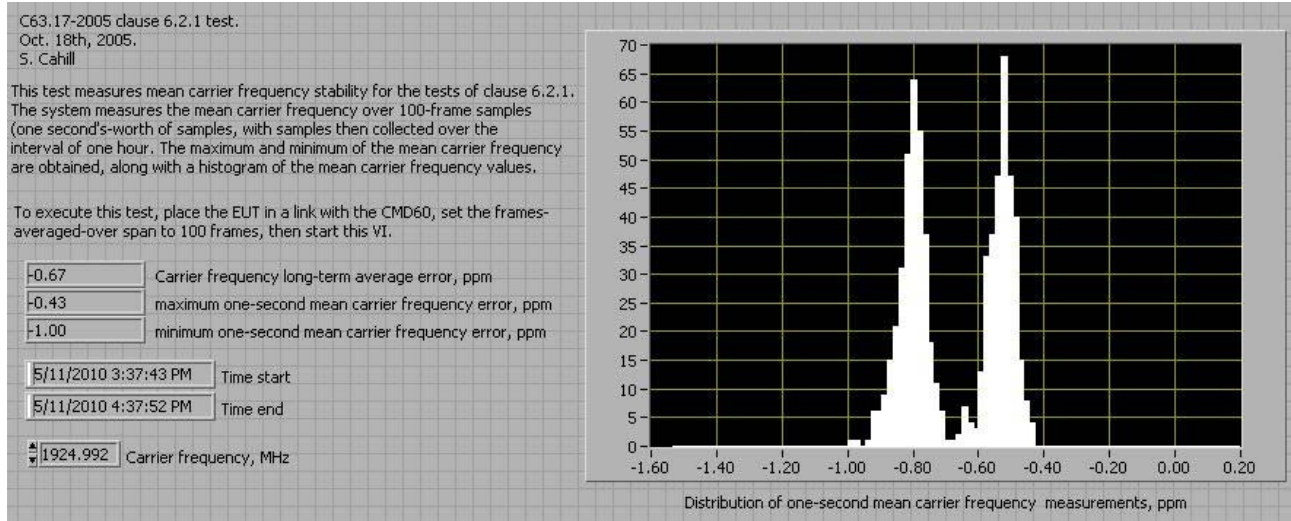 C63.17-2005 clause 6.2.1 test.
Oct. 18th, 2005.
S. Cahill
This test measures mean carrier frequency stability for the tests of clause 6.2.1.
The system measures the mean carrier frequency over 100-frame samples
(one second's-worth of samples, with samples then collected over the
interval of one hour. The maximum and minimum of the mean carrier frequency
are obtained, along with a histogram of the mean carrier frequency values.
To execute this test, place the EUT in a link with the CMD60, set the frames-
averaged-over span to 100 frames, then start this VI.
-0.67 Carrier frequency long-term average error, ppm
-0.43 maximum one-second mean carrier frequency error, ppm
-1.00 minimum one-second mean carrier frequency error, ppm
5/11/2010 3:37:43 PM Time start
5/11/2010 4:37:52 PM Time end
1924.992 Carrier frequency, MHz
70
65
60
55
50
45
40
35
30
25
20
15
10
5
0
-1.60 -1.40 -1.20 -1.00 -0.80 -0.60 -0.40 -0.20 0.00 0.20
Distribution of one-second mean carrier frequency measurements, ppm